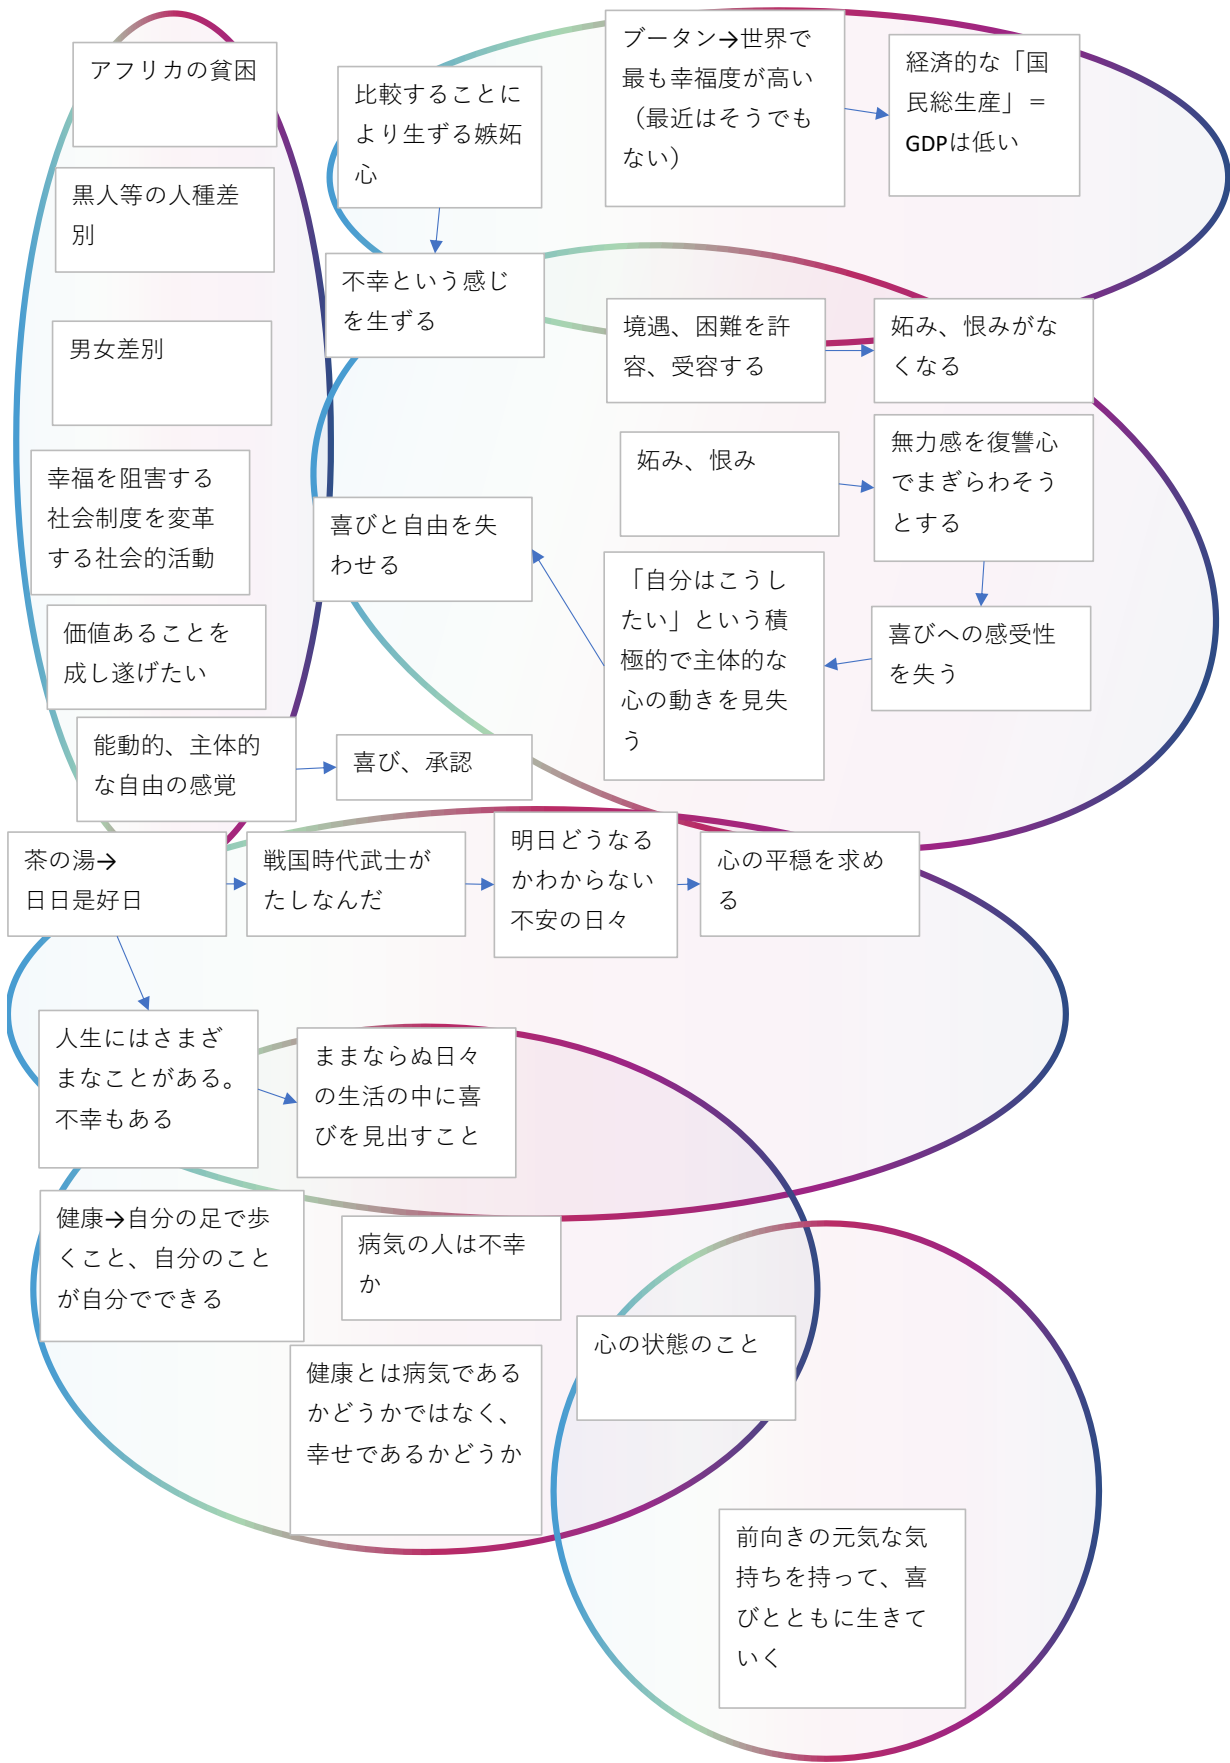 アフリカの貧困
黒人等の人種差
別
男女差別
幸福を阻害する
社会制度を変革
する社会的活動
価値あることを
成し遂げたい
能動的、主体的
な自由の感覚
喜び、承認
比較することに
より生ずる嫉妬
心
不幸という感じ
を生ずる
ブータン→世界で
最も幸福度が高い
（最近はそうでも
ない）
経済的な「国
民総生産」＝
GDPは低い
境遇、困難を許
容、受容する
妬み、恨みがな
くなる
妬み、恨み
無力感を復讐心
でまぎらわそう
とする
喜びへの感受性
を失う
「自分はこうし
たい」という積
極的で主体的な
心の動きを見失
う
喜びと自由を失
わせる
茶の湯→
日日是好日
戦国時代武士が
たしなんだ
明日どうなる
かわからない
不安の日々
心の平穏を求め
る
人生にはさまざ
まなことがある。
不幸もある
ままならぬ日々
の生活の中に喜
びを見出すこと
健康→自分の足で歩
くこと、自分のこと
が自分でできる
病気の人は不幸
か
健康とは病気である
かどうかではなく、
幸せであるかどうか
心の状態のこと
前向きの元気な気
持ちを持って、喜
びとともに生きて
いく